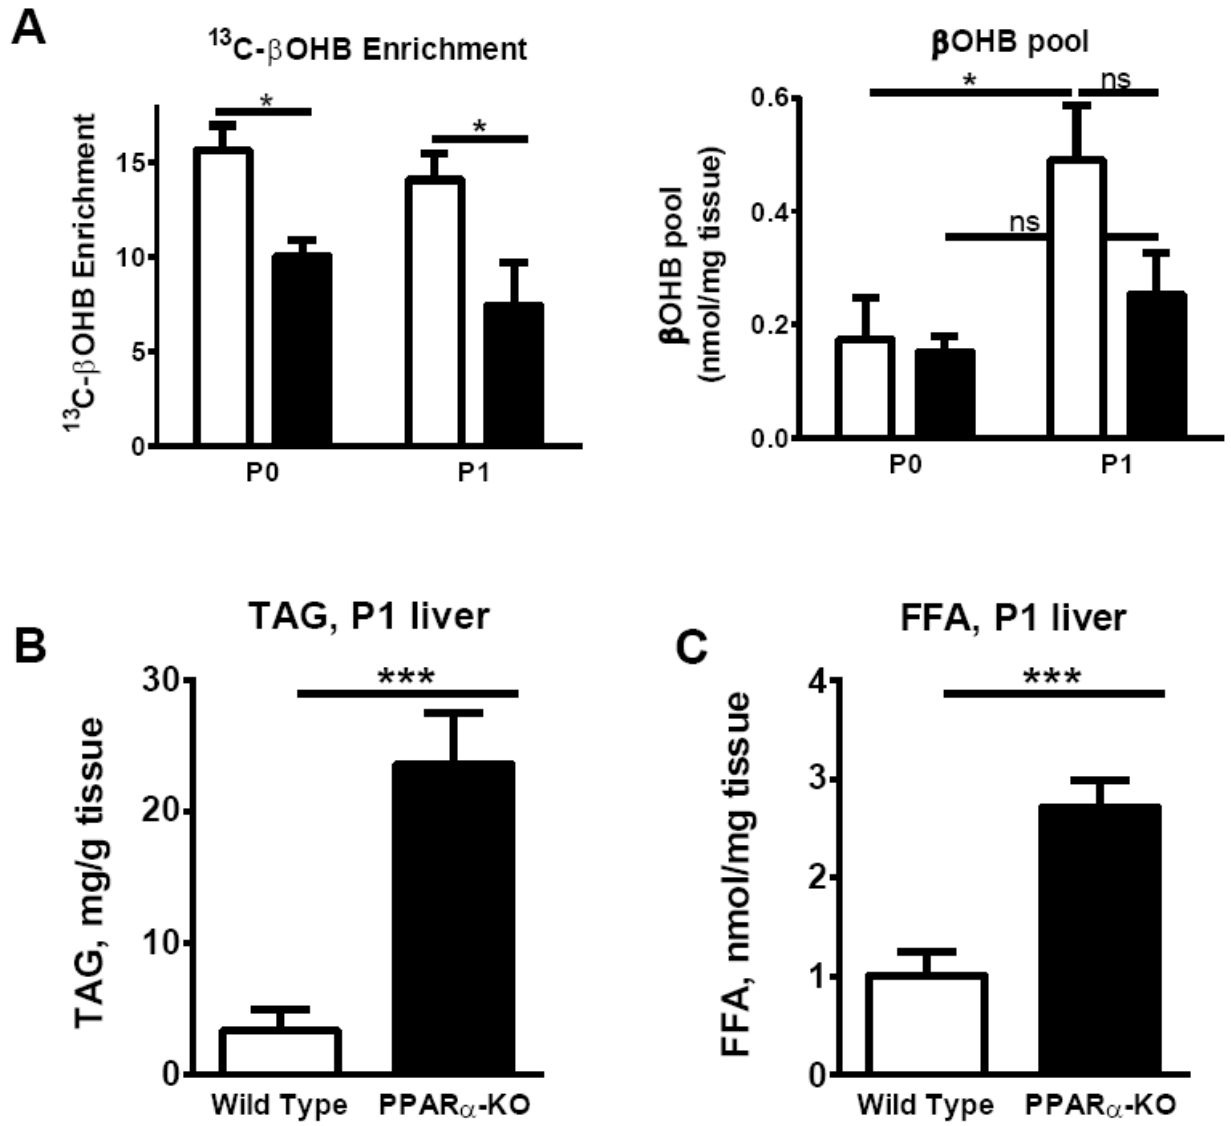 A
¹³C-βOHB Enrichment
*
*
15
10
5
0
¹³C-βOHB Enrichment
P0
P1
βOHB pool
*
ns
ns
0.6
0.4
0.2
0.0
βOHB pool
(nmol/mg tissue)
P0
P1
B
TAG, P1 liver
***
30
20
10
0
TAG, mg/g tissue
Wild Type
PPARα-KO
C
FFA, P1 liver
***
4
3
2
1
0
FFA, nmol/mg tissue
Wild Type
PPARα-KO